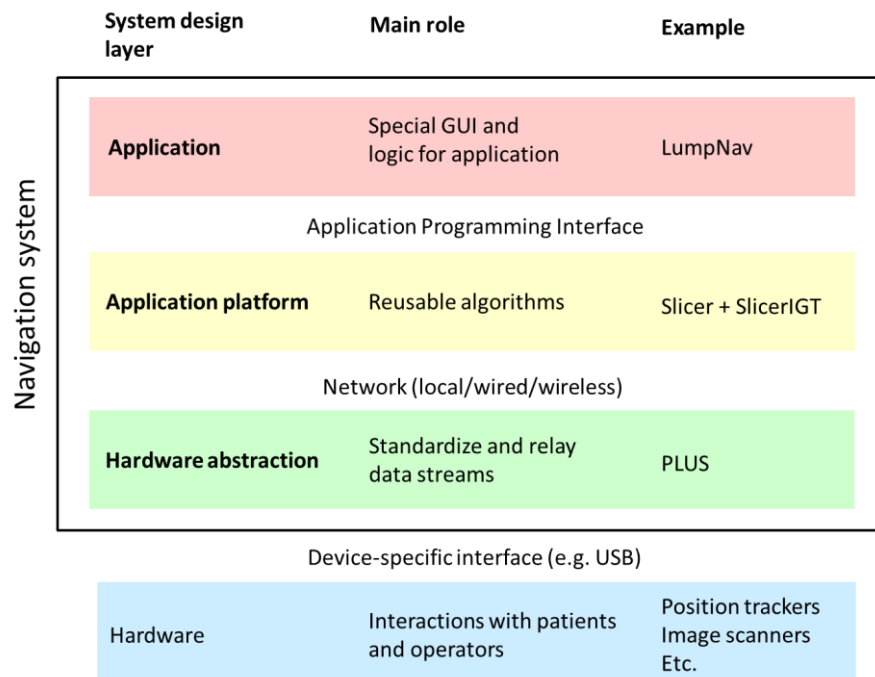 System design
layer
Main role
Example
Navigation system
Application
Special GUI and
logic for application
LumpNav
Application Programming Interface
Application platform
Reusable algorithms
Slicer + SlicerIGT
Network (local/wired/wireless)
Hardware abstraction
Standardize and relay
data streams
PLUS
Device-specific interface (e.g. USB)
Hardware
Interactions with patients
and operators
Position trackers
Image scanners
Etc.